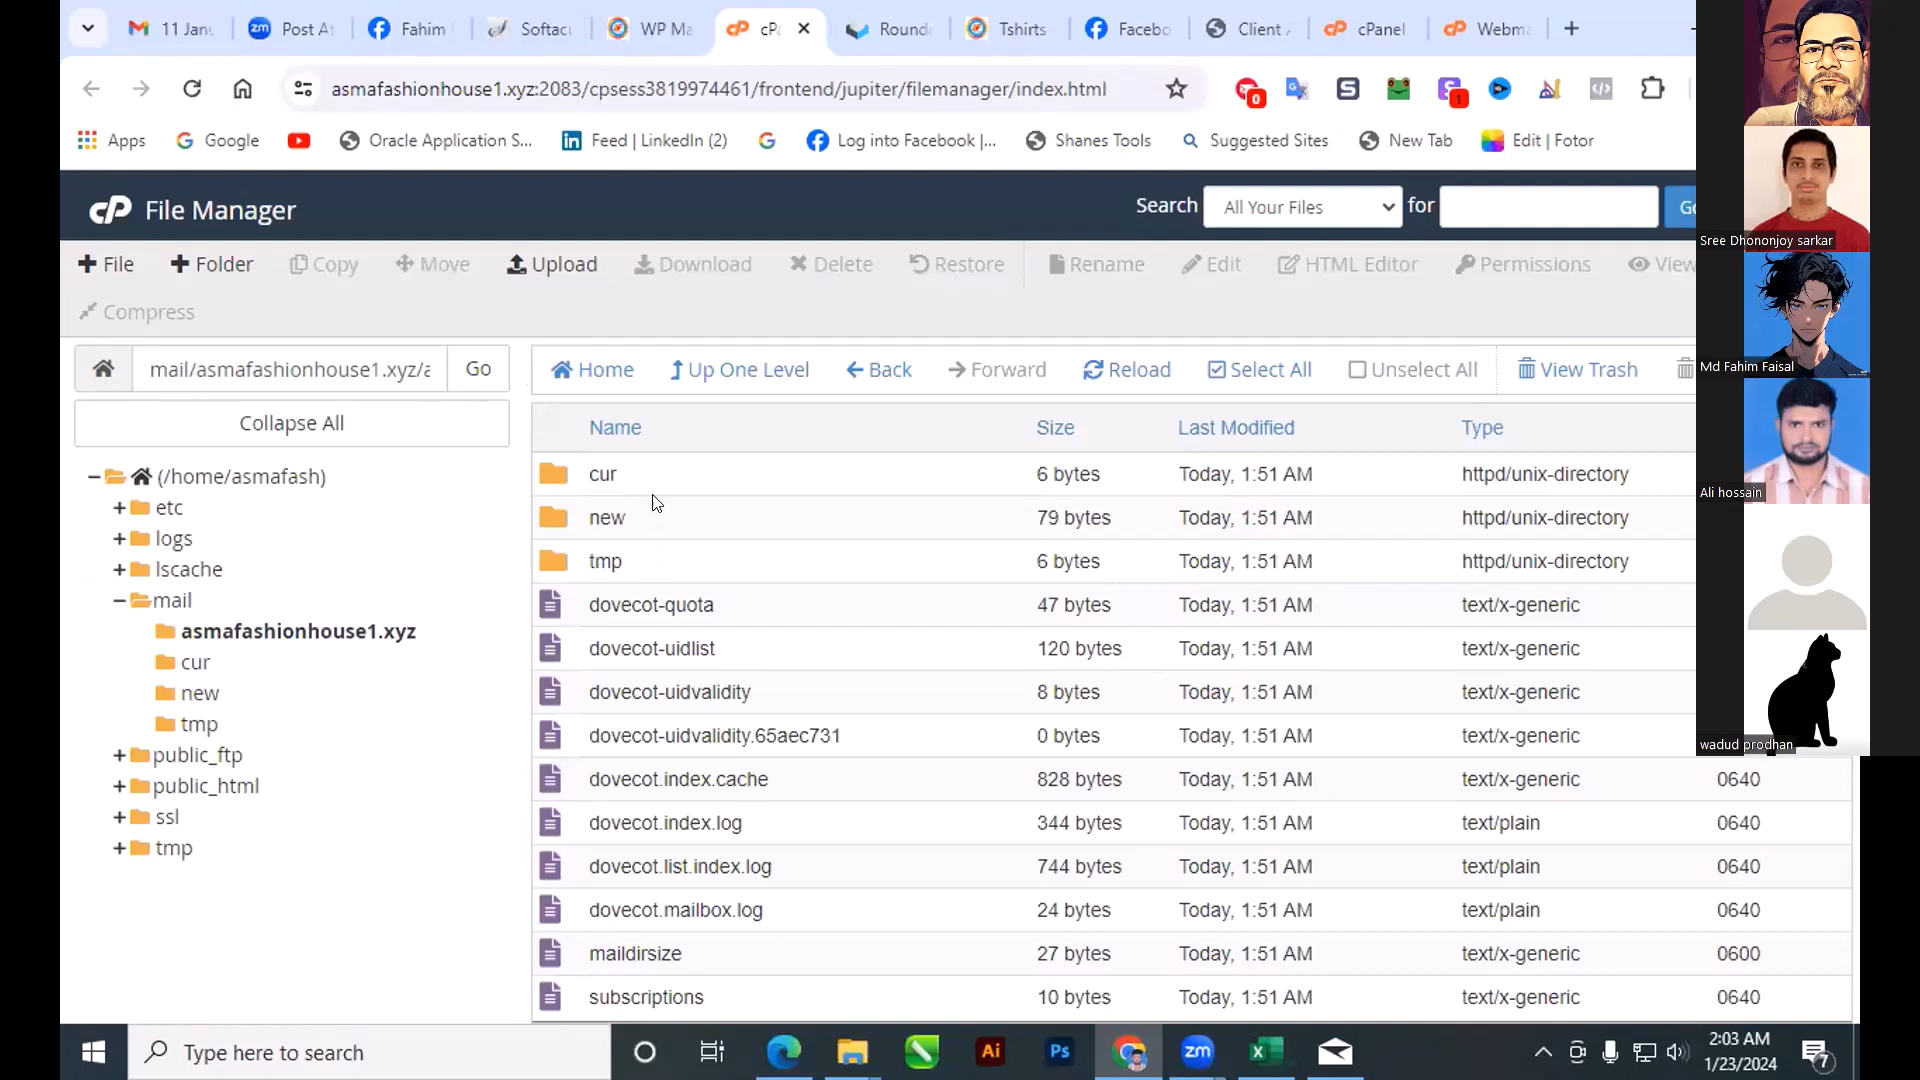 11 Janu
Post At
Fahim
Softacu
WP Ma
cPa
Rounde
Tshirts
Facebo
Client A
cPanel
Webma
asmafashionhouse1.xyz:2083/cpsess3819974461/frontend/jupiter/filemanager/index.html
0
1
Apps
Google
Oracle Application S...
Feed | LinkedIn (2)
Log into Facebook |...
Shanes Tools
Suggested Sites
New Tab
Edit | Fotor
cP File Manager
Search All Your Files for Go
+ File
+ Folder
Copy
Move
Upload
Download
Delete
Restore
Rename
Edit
HTML Editor
Permissions
View
Compress
mail/asmafashionhouse1.xyz/a Go
Home
Up One Level
Back
Forward
Reload
Select All
Unselect All
View Trash
Collapse All
(/home/asmafash)
etc
logs
lscache
mail
asmafashionhouse1.xyz
cur
new
tmp
public_ftp
public_html
ssl
tmp
Name Size Last Modified Type
cur 6 bytes Today, 1:51 AM httpd/unix-directory
new 79 bytes Today, 1:51 AM httpd/unix-directory
tmp 6 bytes Today, 1:51 AM httpd/unix-directory
dovecot-quota 47 bytes Today, 1:51 AM text/x-generic
dovecot-uidlist 120 bytes Today, 1:51 AM text/x-generic
dovecot-uidvalidity 8 bytes Today, 1:51 AM text/x-generic
dovecot-uidvalidity.65aec731 0 bytes Today, 1:51 AM text/x-generic
dovecot.index.cache 828 bytes Today, 1:51 AM text/x-generic 0640
dovecot.index.log 344 bytes Today, 1:51 AM text/plain 0640
dovecot.list.index.log 744 bytes Today, 1:51 AM text/plain 0640
dovecot.mailbox.log 24 bytes Today, 1:51 AM text/plain 0640
maildirsize 27 bytes Today, 1:51 AM text/x-generic 0600
subscriptions 10 bytes Today, 1:51 AM text/x-generic 0640
Sree Dhononjoy sarkar
Md Fahim Faisal
Ali hossain
wadud prodhan
Type here to search
Ai
Ps
zm
2:03 AM
1/23/2024
7